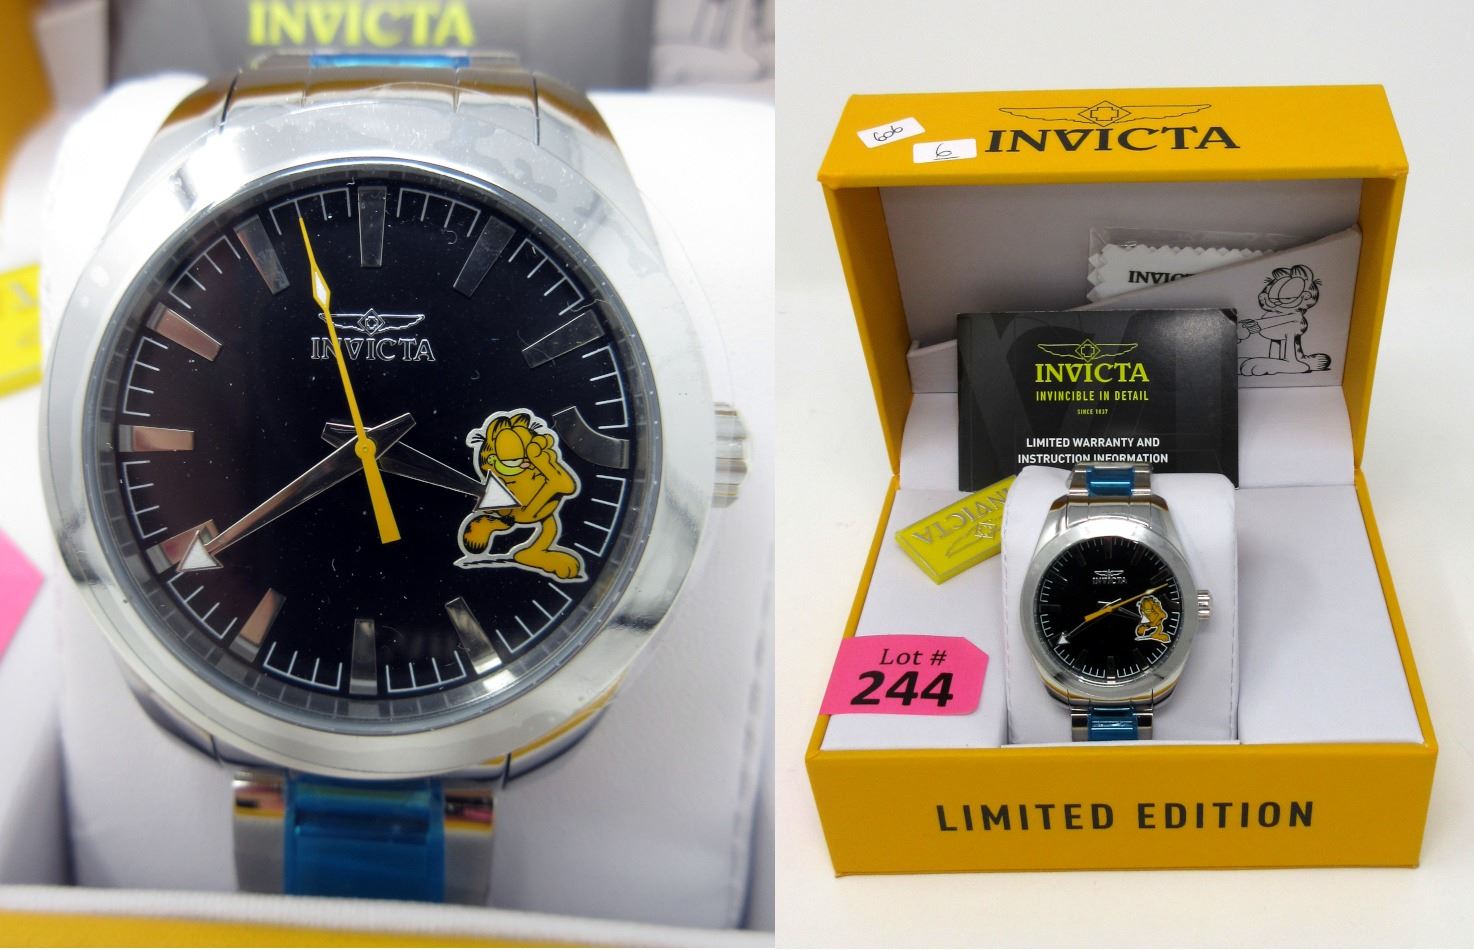 INVICTA
INVICTA
606
6
INVICTA
INVICTA
INVICTA
INVINCIBLE IN DETAIL
SINCE 1837
LIMITED WARRANTY AND
INSTRUCTION INFORMATION
INVICTA
INVICTA
Lot #
244
LIMITED EDITION